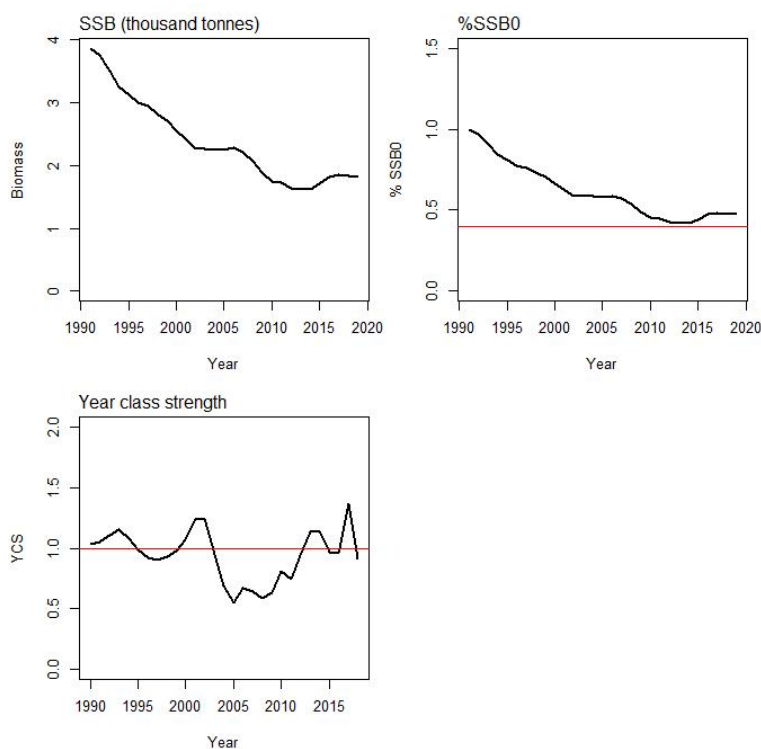 SSB (thousand tonnes)
4
3
2
1
0
Biomass
1990 1995 2000 2005 2010 2015 2020
Year
%SSB0
1.5
1.0
0.5
0.0
% SSB0
1990 1995 2000 2005 2010 2015 2020
Year
Year class strength
2.0
1.5
1.0
0.5
0.0
YCS
1990 1995 2000 2005 2010 2015
Year